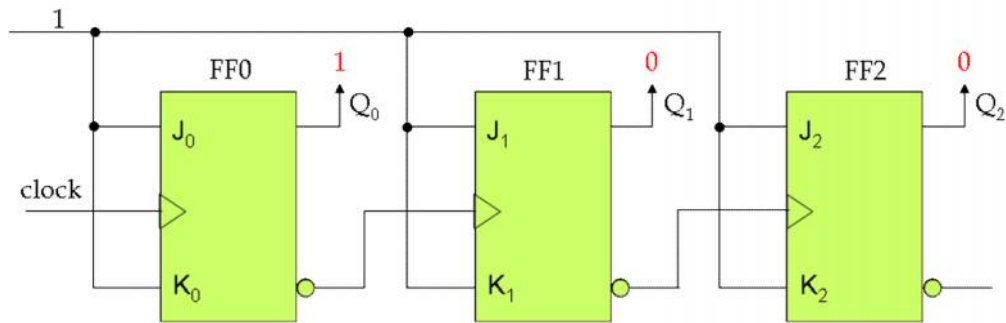 1
FF0 1 FF1 0 FF2 0
Q₀ Q₁ Q₂
J₀ J₁ J₂
clock
K₀ K₁ K₂